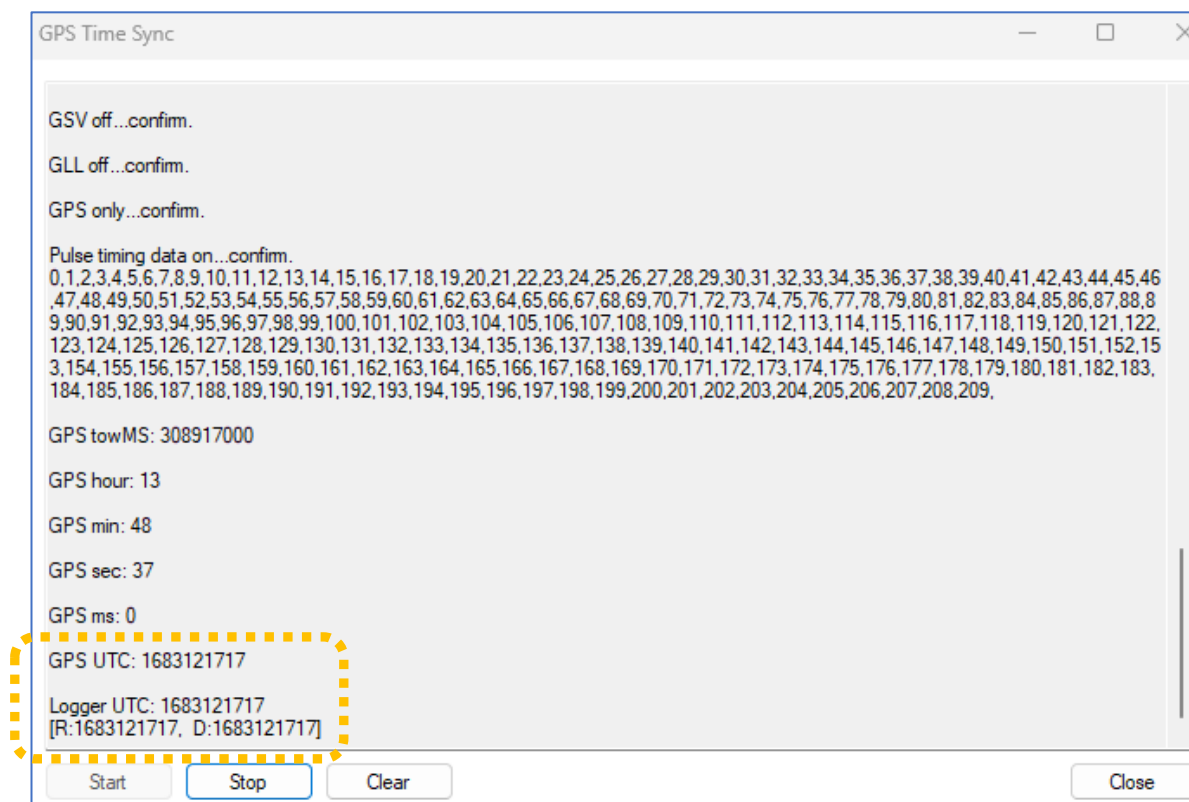 GPS Time Sync
GSV off...confirm.
GLL off...confirm.
GPS only...confirm.
Pulse timing data on...confirm.
0,1,2,3,4,5,6,7,8,9,10,11,12,13,14,15,16,17,18,19,20,21,22,23,24,25,26,27,28,29,30,31,32,33,34,35,36,37,38,39,40,41,42,43,44,45,46
,47,48,49,50,51,52,53,54,55,56,57,58,59,60,61,62,63,64,65,66,67,68,69,70,71,72,73,74,75,76,77,78,79,80,81,82,83,84,85,86,87,88,8
9,90,91,92,93,94,95,96,97,98,99,100,101,102,103,104,105,106,107,108,109,110,111,112,113,114,115,116,117,118,119,120,121,122,
123,124,125,126,127,128,129,130,131,132,133,134,135,136,137,138,139,140,141,142,143,144,145,146,147,148,149,150,151,152,15
3,154,155,156,157,158,159,160,161,162,163,164,165,166,167,168,169,170,171,172,173,174,175,176,177,178,179,180,181,182,183,
184,185,186,187,188,189,190,191,192,193,194,195,196,197,198,199,200,201,202,203,204,205,206,207,208,209,
GPS towMS: 308917000
GPS hour: 13
GPS min: 48
GPS sec: 37
GPS ms: 0
GPS UTC: 1683121717
Logger UTC: 1683121717
[R:1683121717, D:1683121717]
Start Stop Clear Close